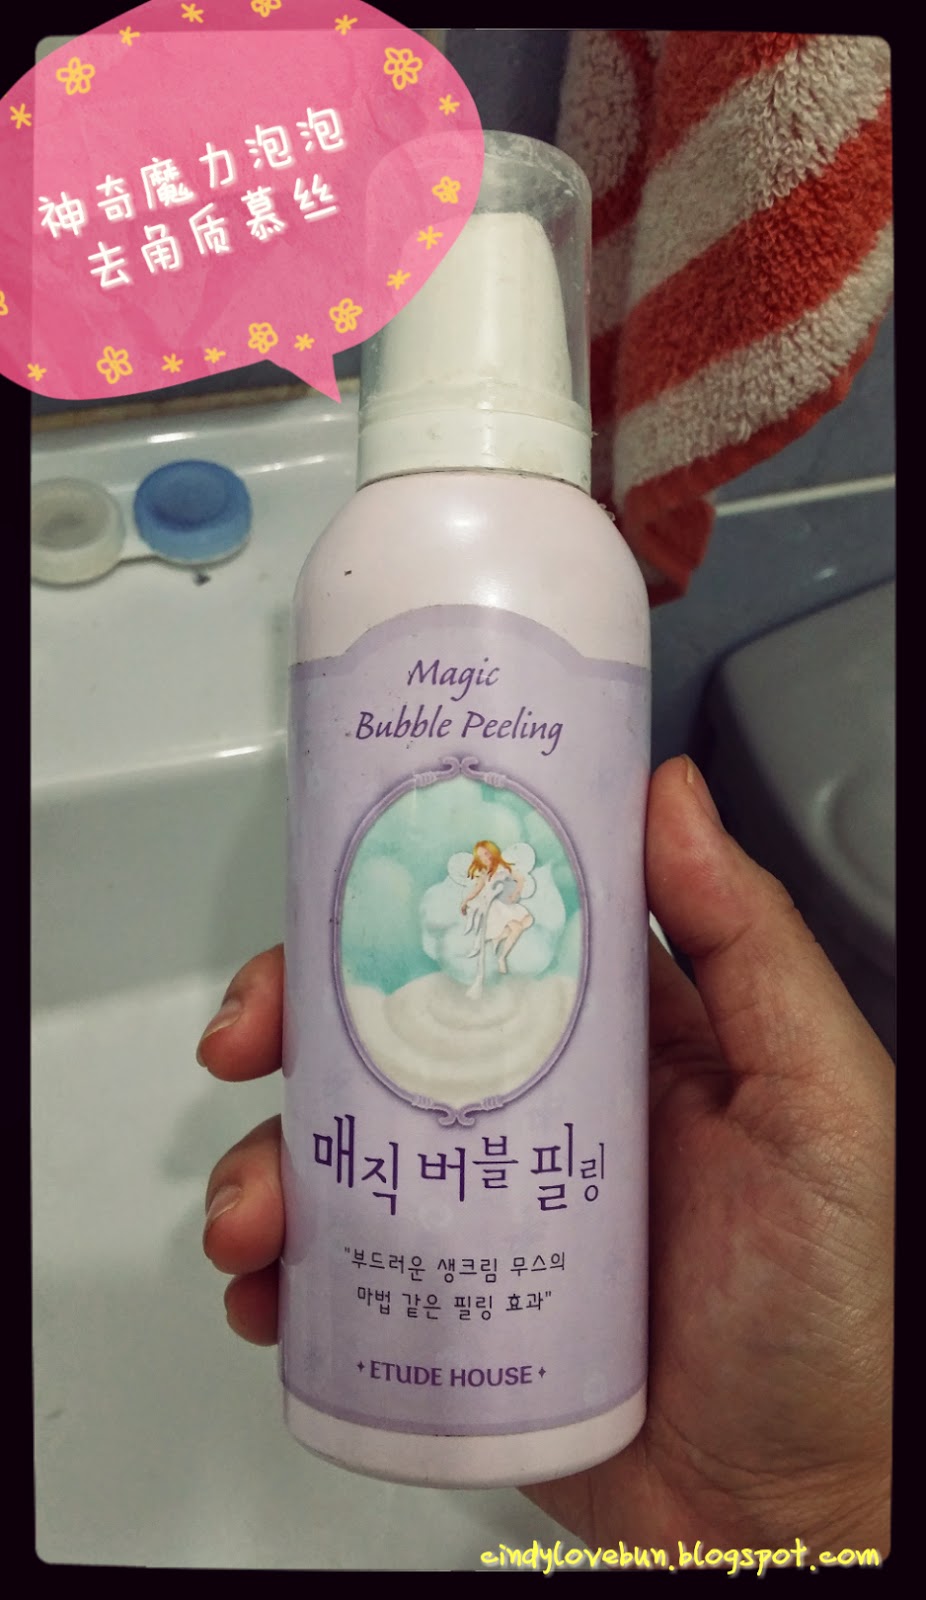 神奇魔力泡泡
去角质慕丝
Magic
Bubble Peeling
매직 버블 필링
"부드러운 생크림 무스의
마법 같은 필링 효과"
ETUDE HOUSE
cindylovebun.blogspot.com